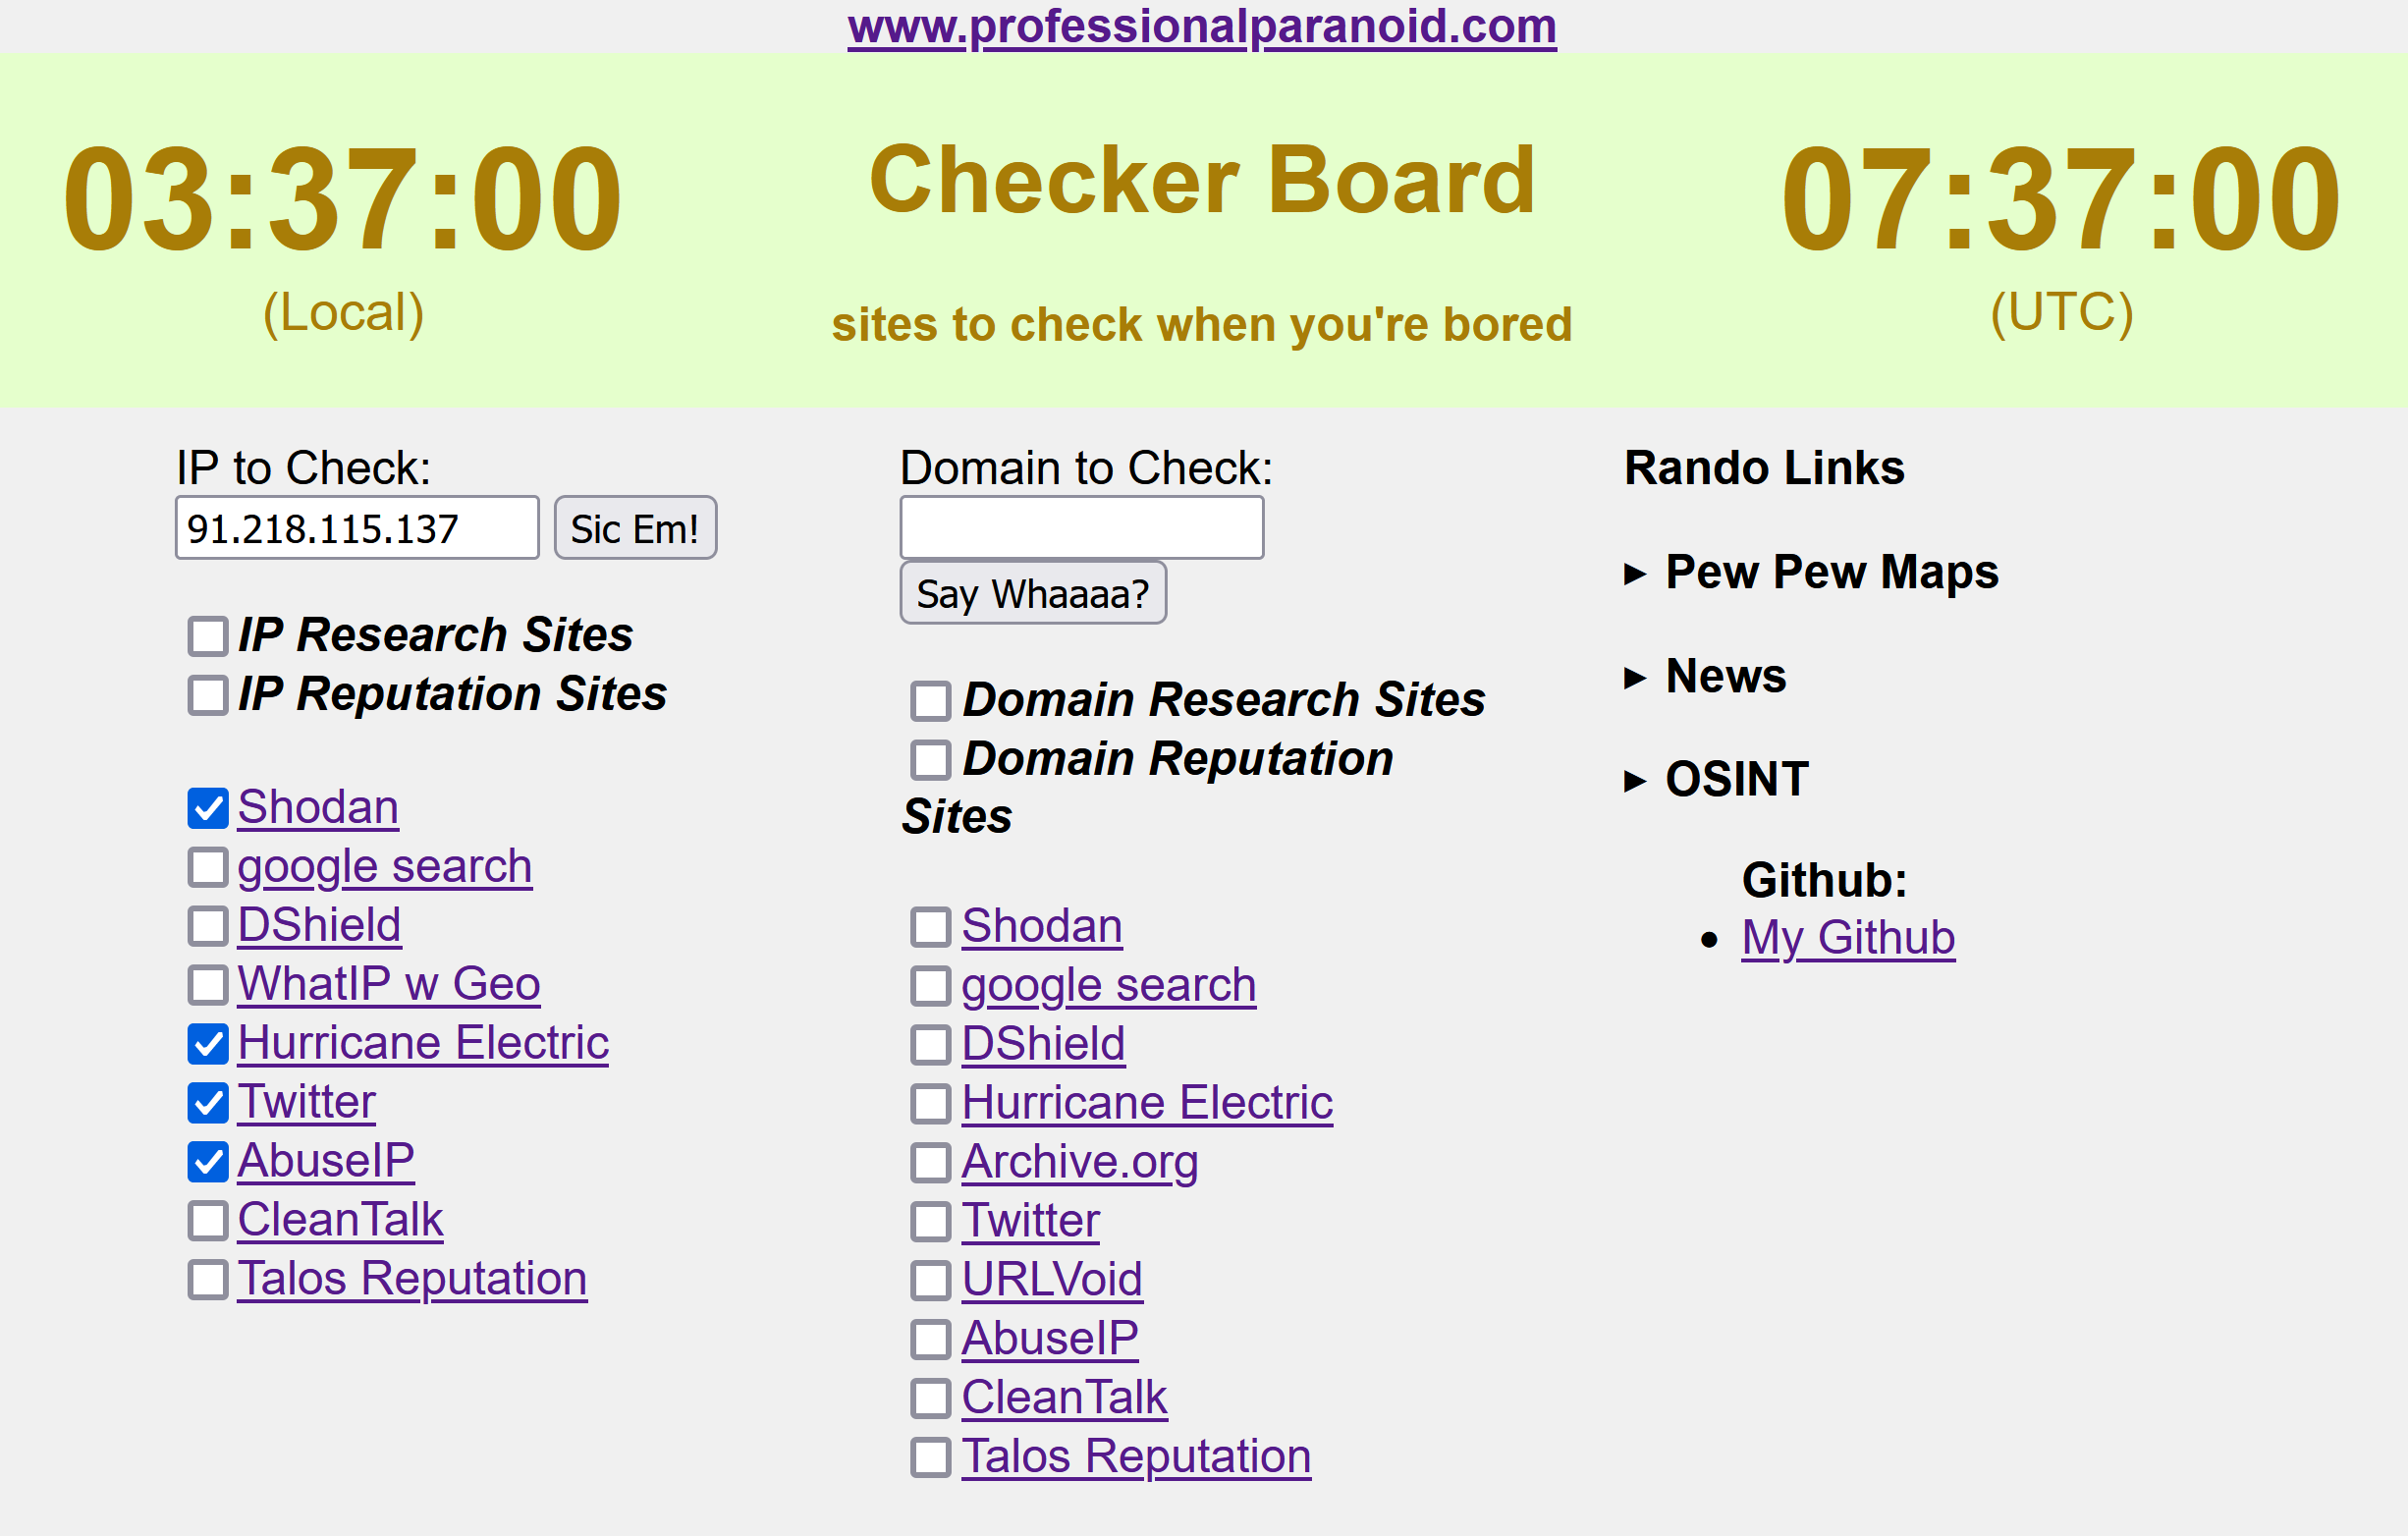 www.professionalparanoid.com
03:37:00
(Local)
Checker Board
sites to check when you're bored
07:37:00
(UTC)
IP to Check:
91.218.115.137 Sic Em!
IP Research Sites
IP Reputation Sites
Shodan
google search
DShield
WhatIP w Geo
Hurricane Electric
Twitter
AbuseIP
CleanTalk
Talos Reputation
Domain to Check:
Say Whaaaa?
Domain Research Sites
Domain Reputation
Sites
Shodan
google search
DShield
Hurricane Electric
Archive.org
Twitter
URLVoid
AbuseIP
CleanTalk
Talos Reputation
Rando Links
Pew Pew Maps
News
OSINT
Github:
My Github